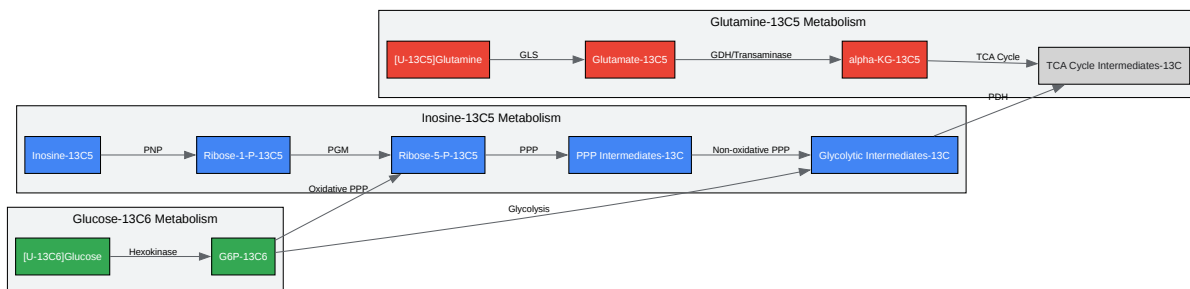 Glutamine-13C5 Metabolism
[U-13C5]Glutamine
GLS
Glutamate-13C5
GDH/Transaminase
alpha-KG-13C5
TCA Cycle
TCA Cycle Intermediates-13C
PDH
Inosine-13C5 Metabolism
Inosine-13C5
PNP
Ribose-1-P-13C5
PGM
Ribose-5-P-13C5
PPP
PPP Intermediates-13C
Non-oxidative PPP
Glycolytic Intermediates-13C
Oxidative PPP
Glycolysis
Glucose-13C6 Metabolism
[U-13C6]Glucose
Hexokinase
G6P-13C6